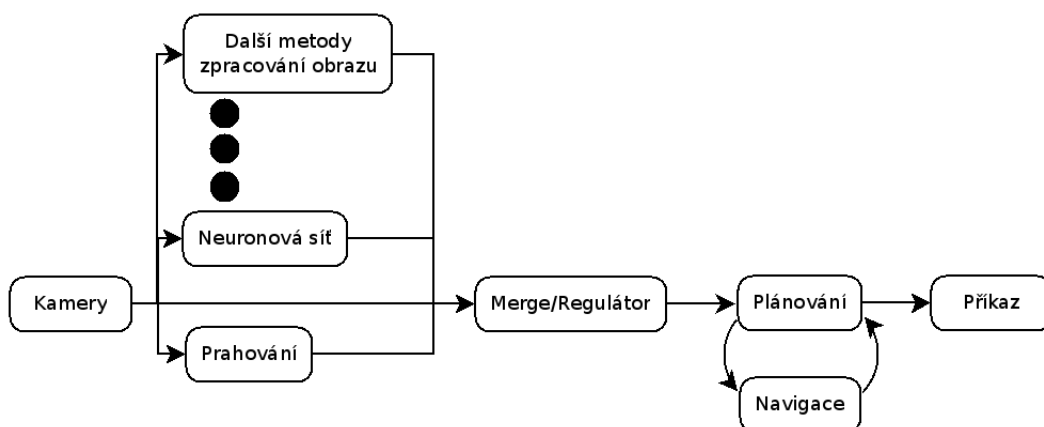 Další metody
zpracování obrazu
Neuronová síť
Kamery
Merge/Regulátor
Plánování
Příkaz
Prahování
Navigace